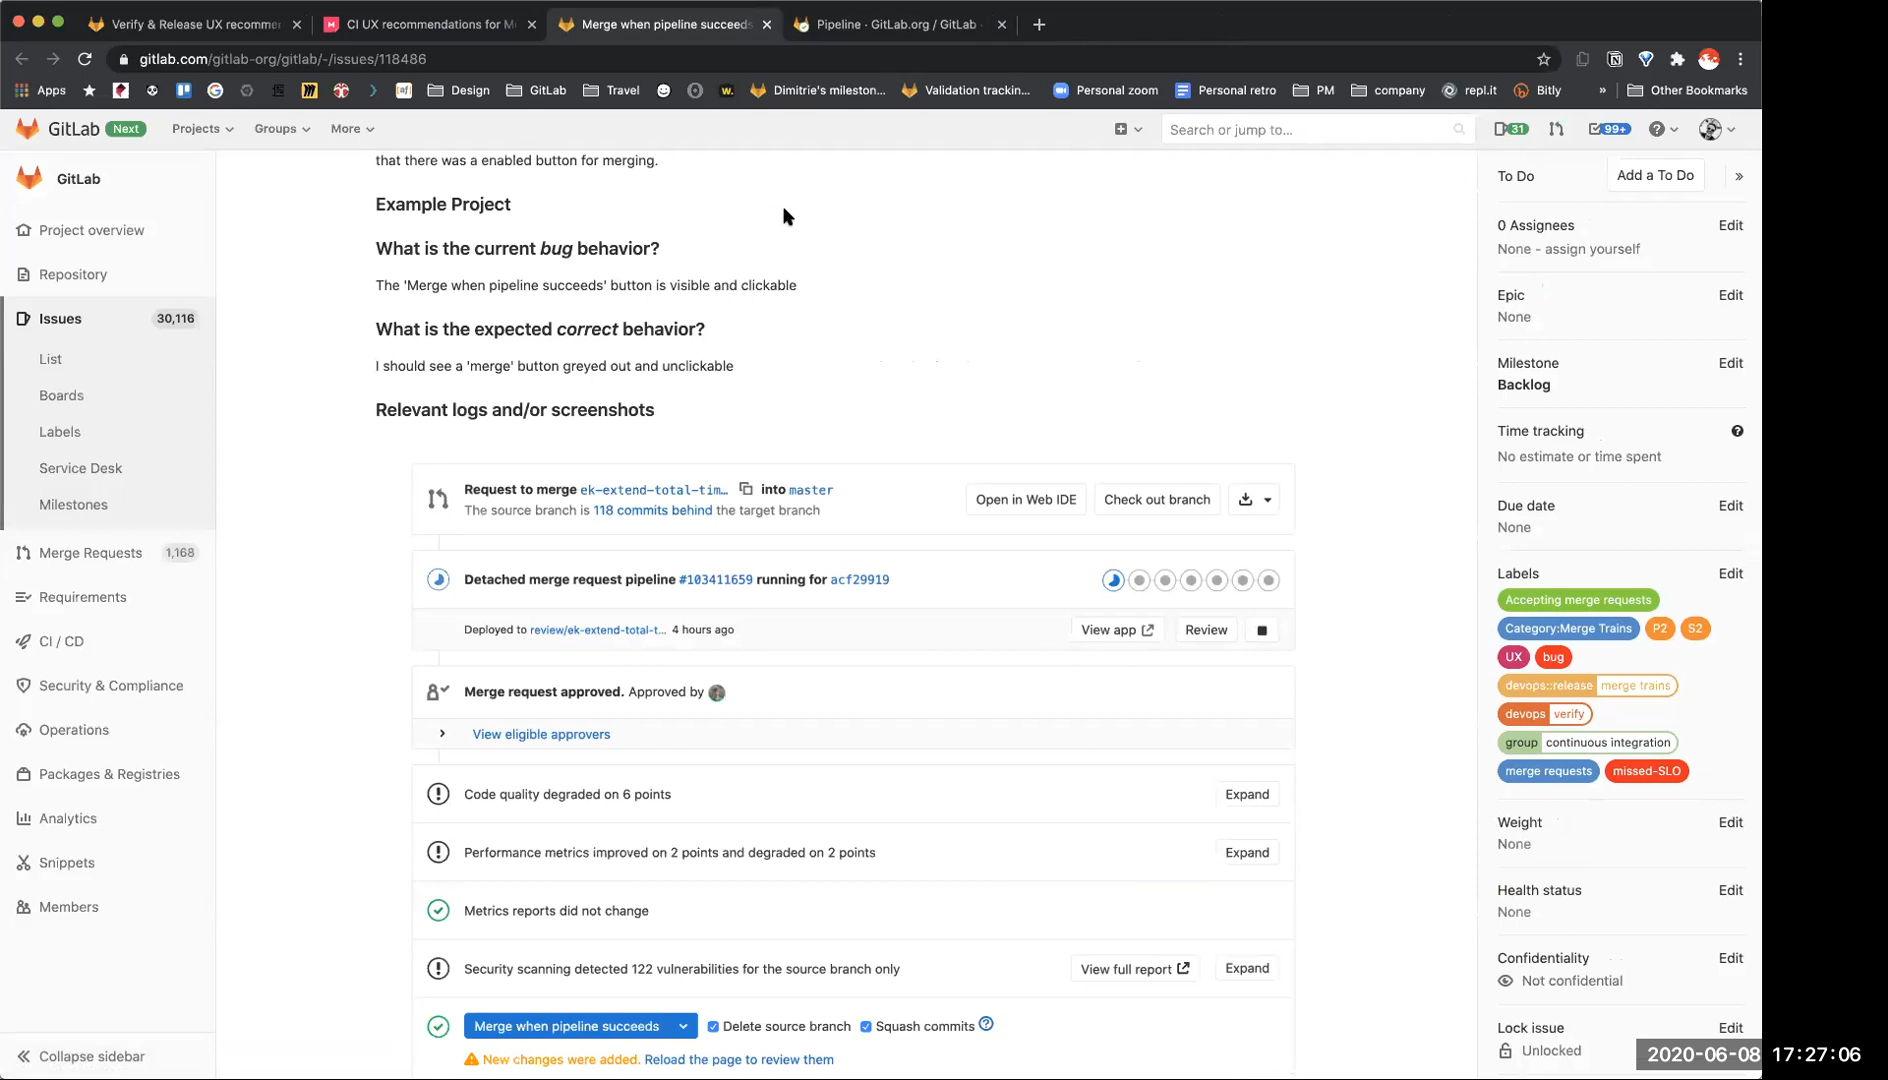 Verify & Release UX recomme
CI UX recommendations for M
Merge when pipeline succeeds
Pipeline · GitLab.org / GitLab
gitlab.com/gitlab-org/gitlab/-/issues/118486
Apps
Design
GitLab
Travel
Dimitrie's mileston...
Validation trackin...
Personal zoom
Personal retro
PM
company
repl.it
Bitly
»
Other Bookmarks
GitLab Next
Projects
Groups
More
Search or jump to...
31
99+
GitLab
Project overview
Repository
Issues 30,116
List
Boards
Labels
Service Desk
Milestones
Merge Requests 1,168
Requirements
CI / CD
Security & Compliance
Operations
Packages & Registries
Analytics
Snippets
Members
Collapse sidebar
that there was a enabled button for merging.
Example Project
What is the current bug behavior?
The 'Merge when pipeline succeeds' button is visible and clickable
What is the expected correct behavior?
I should see a 'merge' button greyed out and unclickable
Relevant logs and/or screenshots
Request to merge ek-extend-total-tim… into master
The source branch is 118 commits behind the target branch
Open in Web IDE
Check out branch
Detached merge request pipeline #103411659 running for acf29919
Deployed to review/ek-extend-total-t... 4 hours ago
View app
Review
Merge request approved. Approved by
View eligible approvers
Code quality degraded on 6 points
Expand
Performance metrics improved on 2 points and degraded on 2 points
Expand
Metrics reports did not change
Security scanning detected 122 vulnerabilities for the source branch only
View full report
Expand
Merge when pipeline succeeds
Delete source branch
Squash commits
New changes were added. Reload the page to review them
To Do
Add a To Do
»
0 Assignees
Edit
None - assign yourself
Epic
Edit
None
Milestone
Edit
Backlog
Time tracking
No estimate or time spent
Due date
Edit
None
Labels
Edit
Accepting merge requests
Category:Merge Trains
P2
S2
UX
bug
devops::release merge trains
devops verify
group continuous integration
merge requests
missed-SLO
Weight
Edit
None
Health status
Edit
None
Confidentiality
Edit
Not confidential
Lock issue
Edit
Unlocked
2020-06-08 17:27:06